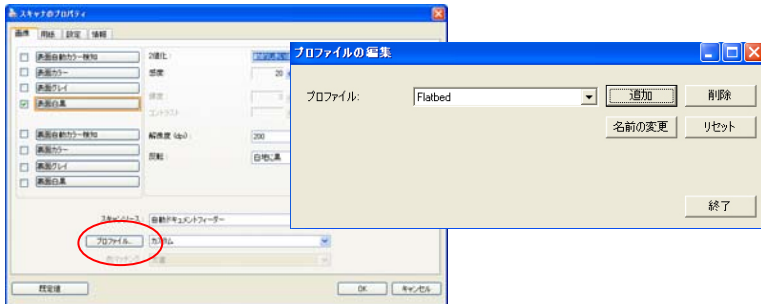 スキャナのプロパティ
画像 用紙 設定 情報
表面自動カラー検知
表面カラー
表面グレイ
表面白黒
裏面自動カラー検知
裏面カラー
裏面グレイ
裏面白黒
2値化:
感度 20
コントラスト
解像度 (dpi) : 200
反転: 白地に黒
スキャンソース: 自動ドキュメントフィーダー
プロファイル... カスタム
既定値 OK キャンセル
プロファイルの編集
プロファイル: Flatbed 追加 削除
名前の変更 リセット
終了